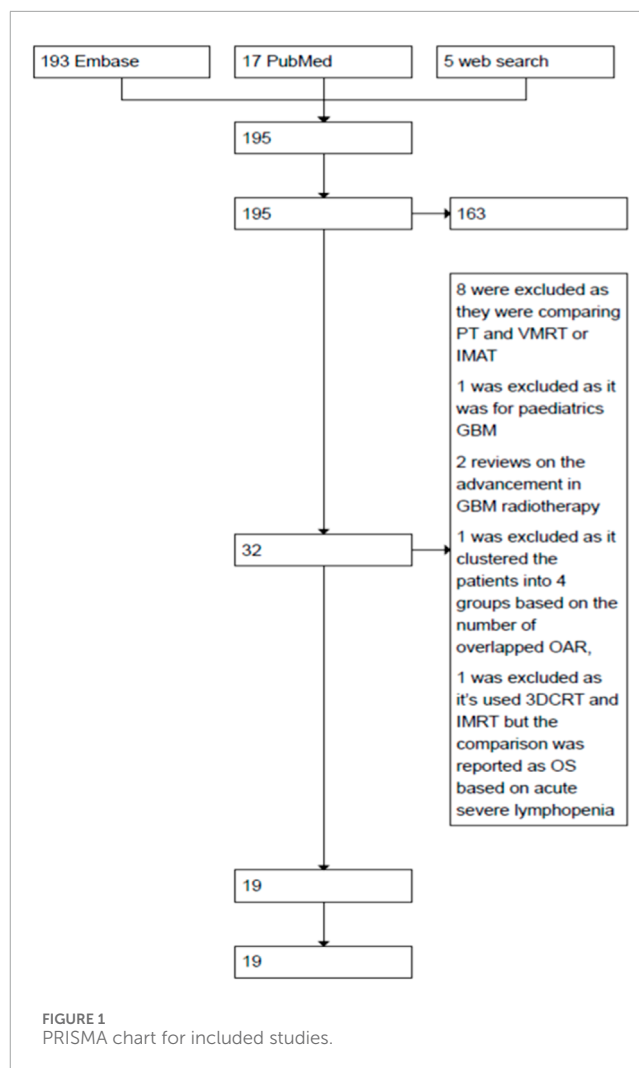 193 Embase
17 PubMed
5 web search
195
195
163
8 were excluded as
they were comparing
PT and VMRT or
IMAT
1 was excluded as it
was for paediatrics
GBM
2 reviews on the
advancement in
GBM radiotherapy
1 was excluded as it
clustered the
patients into 4
groups based on the
number of
overlapped OAR,
1 was excluded as
it's used 3DCRT and
IMRT but the
comparison was
reported as OS
based on acute
severe lymphopenia
32
19
19
FIGURE 1
PRISMA chart for included studies.